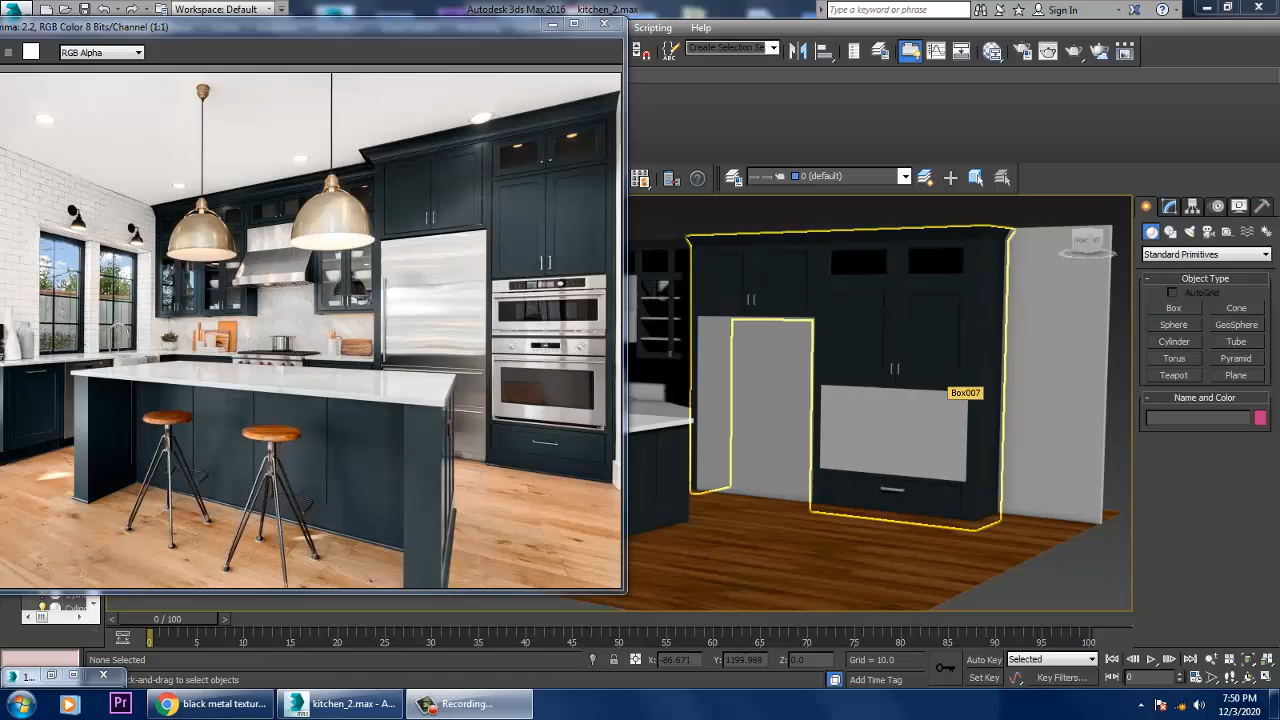 Workspace: Default
Autodesk 3ds Max 2016 kitchen_2.max
Type a keyword or phrase
Sign In
mma: 2.2, RGB Color 8 Bits/Channel (1:1)
Scripting Help
RGB Alpha
Create Selection Se
0 (default)
Standard Primitives
Object Type
AutoGrid
Box Cone
Sphere GeoSphere
Cylinder Tube
Torus Pyramid
Teapot Plane
Box007
Name and Color
0 / 100
0 5 10 15 20 25 30 35 40 45 50 55 60 65 70 75 80 85 90 95 100
None Selected
X: -86.671 Y: 1199.969 Z: 0.0
Grid = 10.0
Auto Key Selected
1...
ck-and-drag to select objects
Add Time Tag
Set Key Key Filters...
0
Pr
black metal textur...
kitchen_2.max - A...
Recording...
7:50 PM
12/3/2020